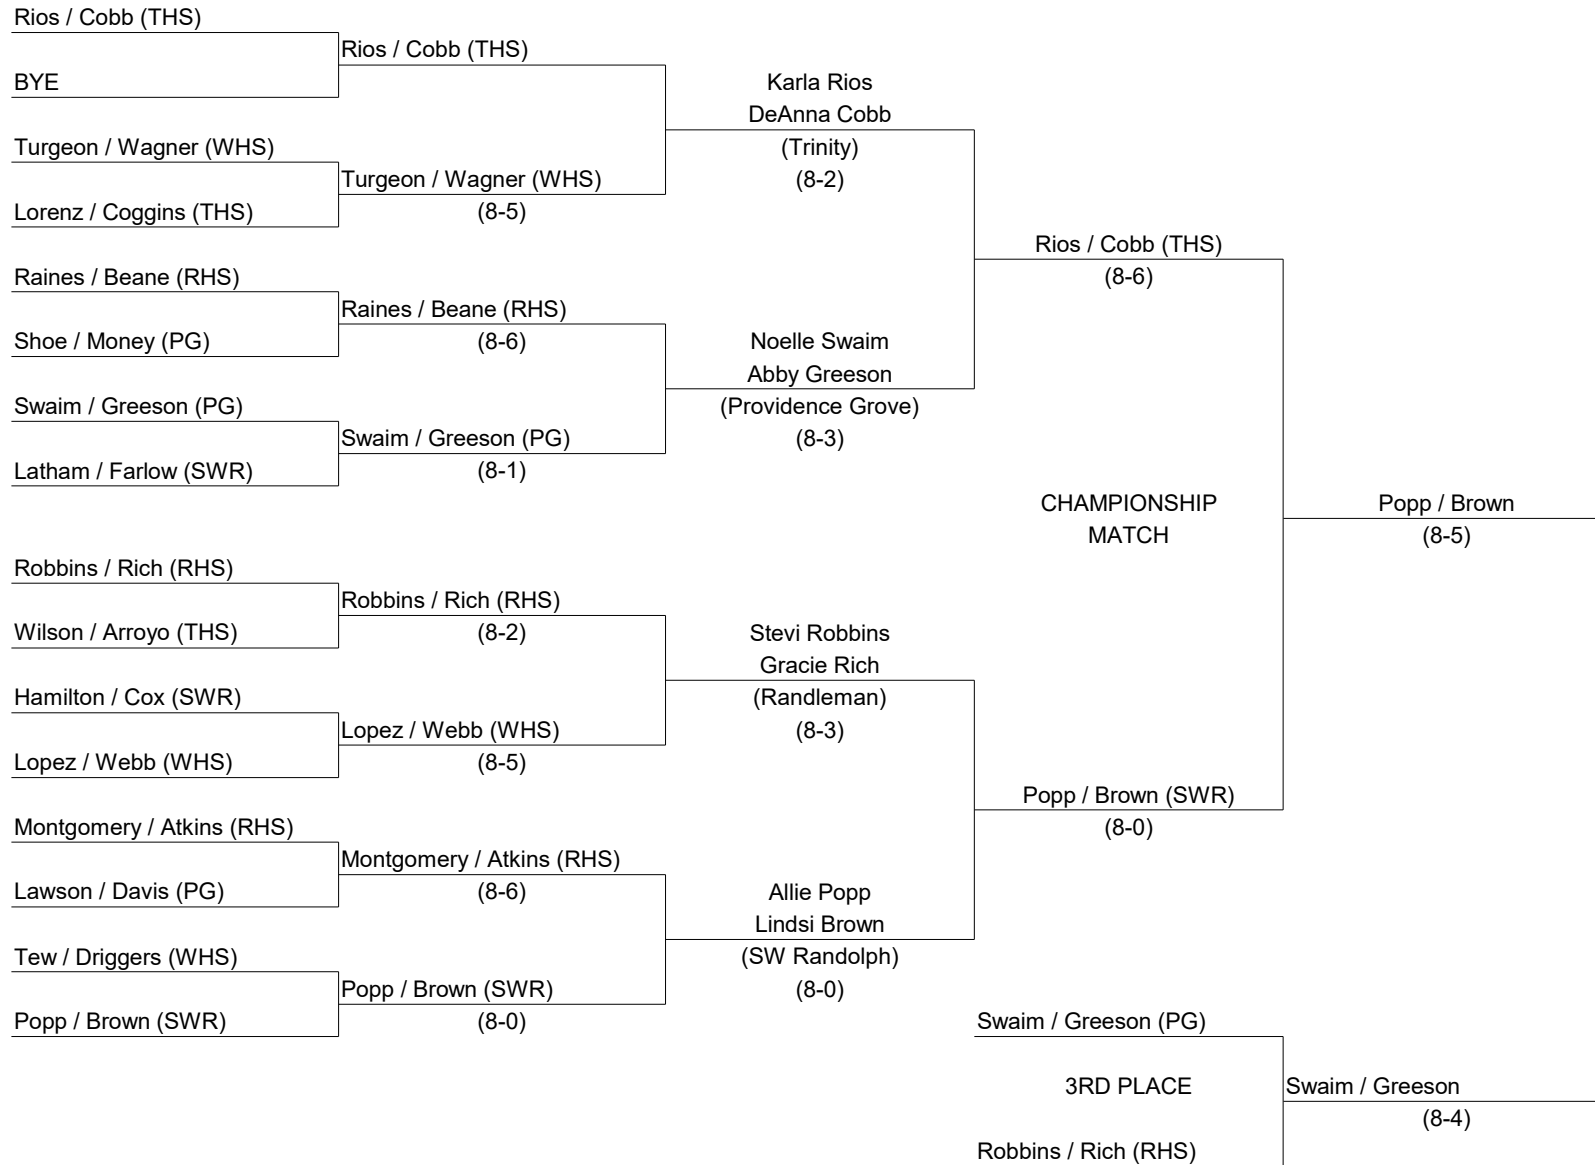 Rios / Cobb (THS)
Rios / Cobb (THS)
BYE
Karla Rios
DeAnna Cobb
(Trinity)
(8-2)
Turgeon / Wagner (WHS)
Turgeon / Wagner (WHS)
(8-5)
Lorenz / Coggins (THS)
Rios / Cobb (THS)
(8-6)
Raines / Beane (RHS)
Raines / Beane (RHS)
(8-6)
Shoe / Money (PG)
Noelle Swaim
Abby Greeson
(Providence Grove)
(8-3)
Swaim / Greeson (PG)
Swaim / Greeson (PG)
(8-1)
Latham / Farlow (SWR)
CHAMPIONSHIP
MATCH
Popp / Brown
(8-5)
Robbins / Rich (RHS)
Robbins / Rich (RHS)
(8-2)
Wilson / Arroyo (THS)
Stevi Robbins
Gracie Rich
(Randleman)
(8-3)
Hamilton / Cox (SWR)
Lopez / Webb (WHS)
(8-5)
Lopez / Webb (WHS)
Popp / Brown (SWR)
(8-0)
Montgomery / Atkins (RHS)
Montgomery / Atkins (RHS)
(8-6)
Lawson / Davis (PG)
Allie Popp
Lindsi Brown
(SW Randolph)
(8-0)
Tew / Driggers (WHS)
Popp / Brown (SWR)
(8-0)
Popp / Brown (SWR)
Swaim / Greeson (PG)
3RD PLACE
Swaim / Greeson
(8-4)
Robbins / Rich (RHS)